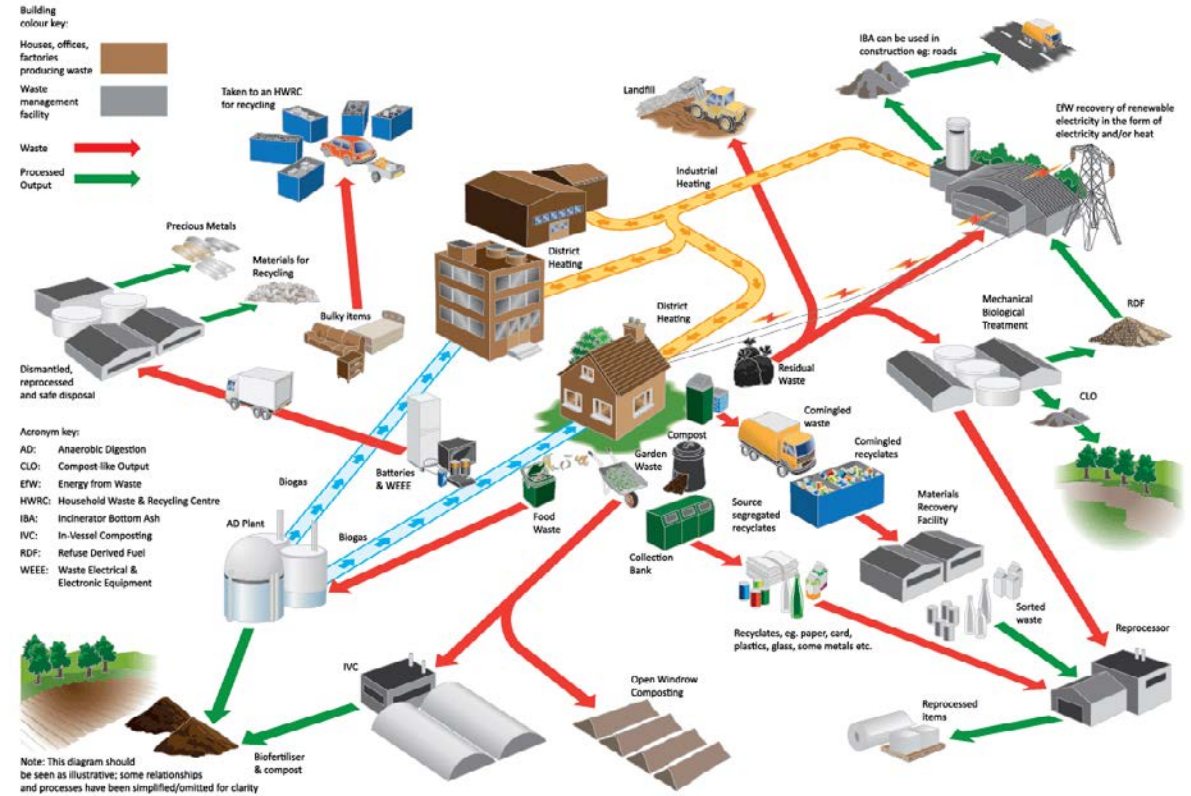 Building
colour key:
Houses, offices,
factories
producing waste
Waste
management
facility
Waste
Processed
Output
Taken to an HWRC
for recycling
Landfill
IBA can be used in
construction eg: roads
EfW recovery of renewable
electricity in the form of
electricity and/or heat
Industrial
Heating
District
Heating
District
Heating
Precious Metals
Materials for
Recycling
Bulky items
Dismantled,
reprocessed
and safe disposal
Mechanical
Biological
Treatment
RDF
CLO
Residual
Waste
Comingled
waste
Comingled
recyclates
Compost
Garden
Waste
Batteries
& WEEE
Food
Waste
Source
segregated
recyclates
Collection
Bank
Materials
Recovery
Facility
Acronym key:
AD: Anaerobic Digestion
CLO: Compost-like Output
EfW: Energy from Waste
HWRC: Household Waste & Recycling Centre
IBA: Incinerator Bottom Ash
IVC: In-Vessel Composting
RDF: Refuse Derived Fuel
WEEE: Waste Electrical &
Electronic Equipment
Biogas
Biogas
AD Plant
Recyclates, eg. paper, card,
plastics, glass, some metals etc.
Sorted
waste
Reprocessor
Reprocessed
items
IVC
Open Windrow
Composting
Biofertiliser
& compost
Note: This diagram should
be seen as illustrative; some relationships
and processes have been simplified/omitted for clarity